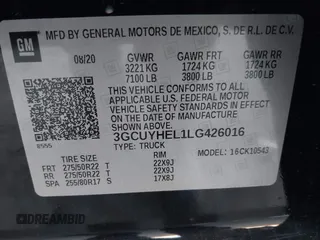 GM
MFD BY GENERAL MOTORS DE MEXICO, S. DE R.L. DE C.V.
08/20 GVWR GAWR FRT GAWR RR
3221 KG 1724 KG 1724 KG
7100 LB 3800 LB 3800 LB
THIS VEHICLE CONFORMS TO ALL
APPLICABLE U.S. FEDERAL MOTOR
VEHICLE SAFETY STANDARDS IN
EFFECT ON THE DATE OF
MANUFACTURE SHOWN ABOVE.
3GCUYHEL1LG426016
TYPE: TRUCK 16CK10543
TIRE SIZE RIM
FRT 275/50R22 T 22X9J
RR 275/50R22 T 22X9J
SPA 255/80R17 S 17X8J
DREAMBID